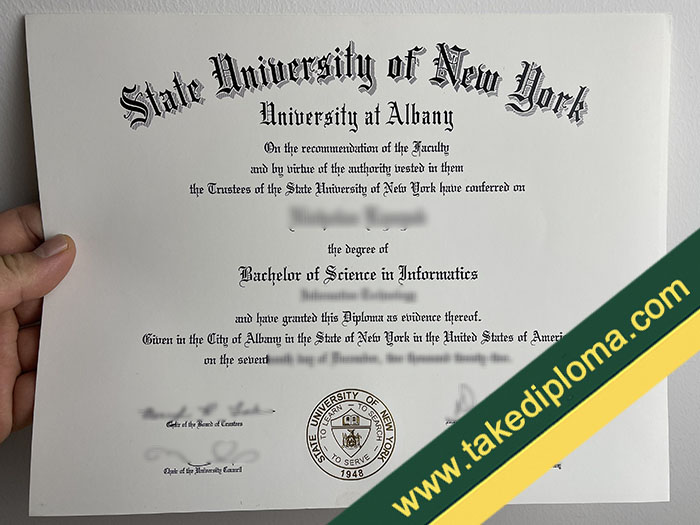 State University of New York
University at Albany
On the recommendation of the Faculty
and by virtue of the authority vested in them
the Trustees of the State University of New York have conferred on
the degree of
Bachelor of Science in Informatics
Information Technology
and have granted this Diploma as evidence thereof.
Given in the City of Albany in the State of New York in the United States of Ameri
on the sevent
Chair of the Board of Trustees
Chair of the University Council
STATE UNIVERSITY OF NEW YORK
TO LEARN TO SEARCH
TO SERVE
1948
www.takediploma.com